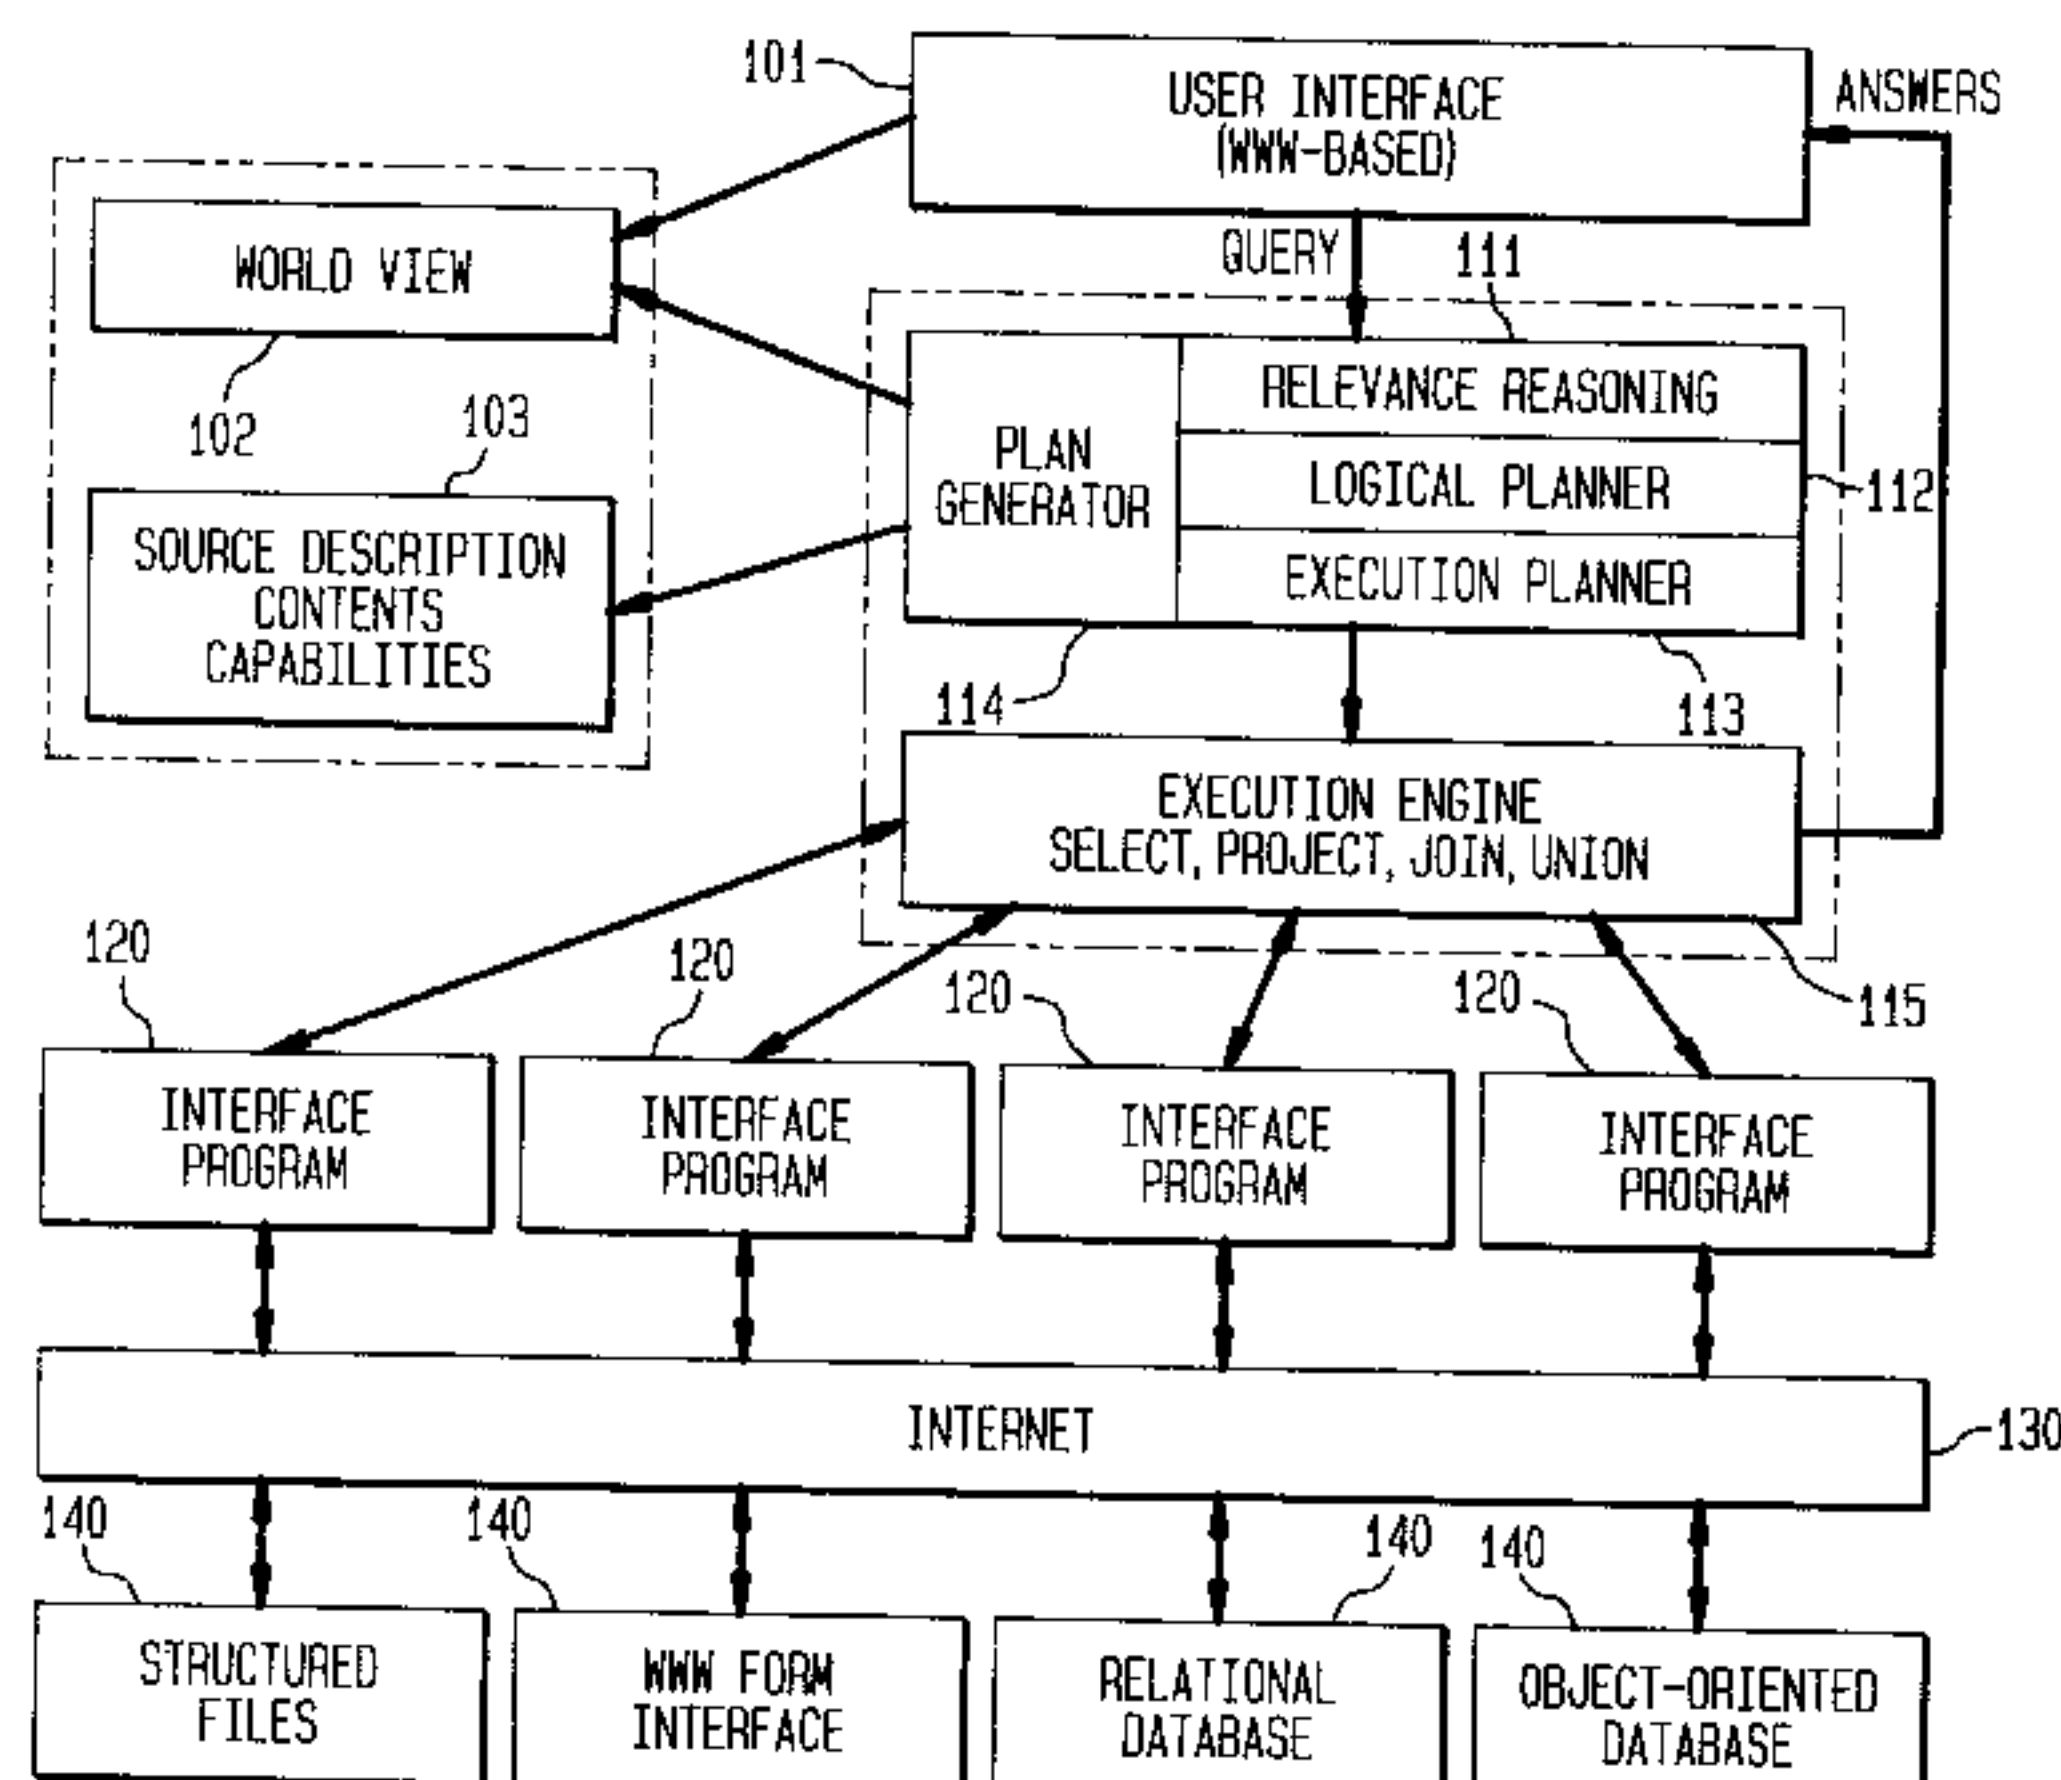 101
USER INTERFACE
(WWW-BASED)
ANSWERS
QUERY
111
WORLD VIEW
102
103
SOURCE DESCRIPTION
CONTENTS
CAPABILITIES
PLAN
GENERATOR
RELEVANCE REASONING
LOGICAL PLANNER
112
EXECUTION PLANNER
114
113
EXECUTION ENGINE
SELECT, PROJECT, JOIN, UNION
115
120
120
120
120
INTERFACE
PROGRAM
INTERFACE
PROGRAM
INTERFACE
PROGRAM
INTERFACE
PROGRAM
INTERNET
130
140
140
140
140
STRUCTURED
FILES
WWW FORM
INTERFACE
RELATIONAL
DATABASE
OBJECT-ORIENTED
DATABASE